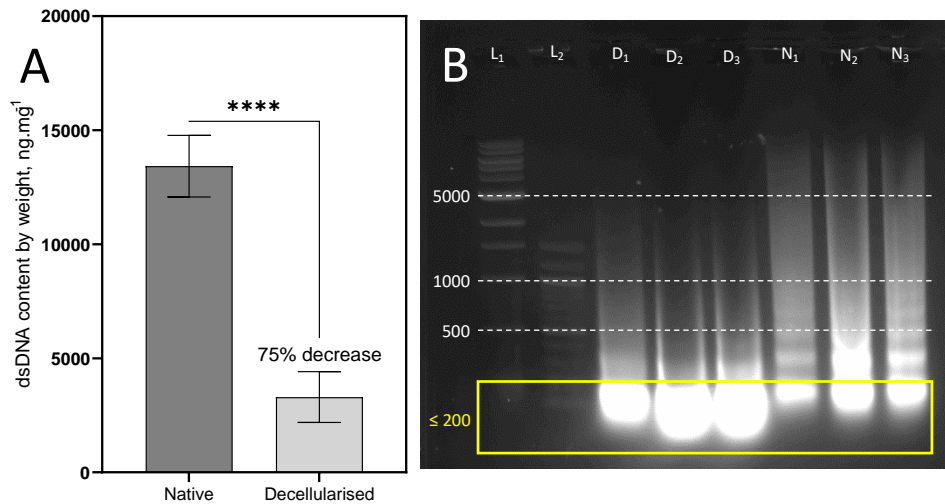 A
dsDNA content by weight, ng.mg⁻¹
20000
15000
10000
5000
0
****
75% decrease
Native
Decellularised
B
L₁
L₂
D₁
D₂
D₃
N₁
N₂
N₃
5000
1000
500
≤ 200